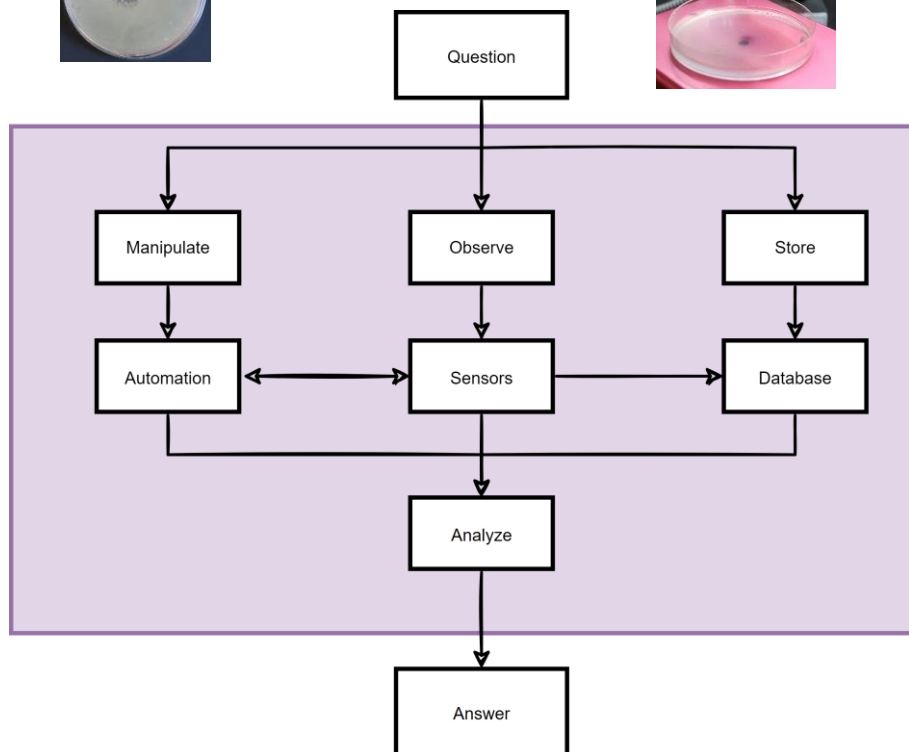 Question
Manipulate
Observe
Store
Automation
Sensors
Database
Analyze
Answer